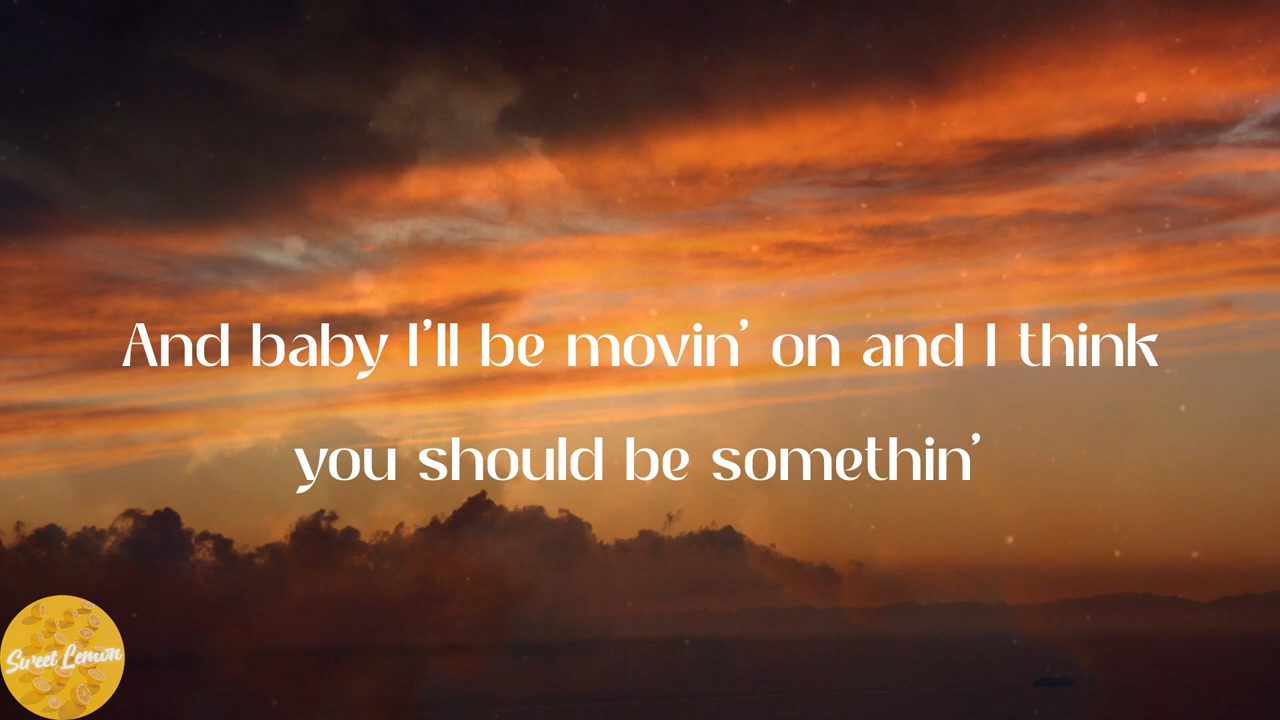 And baby I'll be movin' on and I think
you should be somethin'
Sweet Lemon